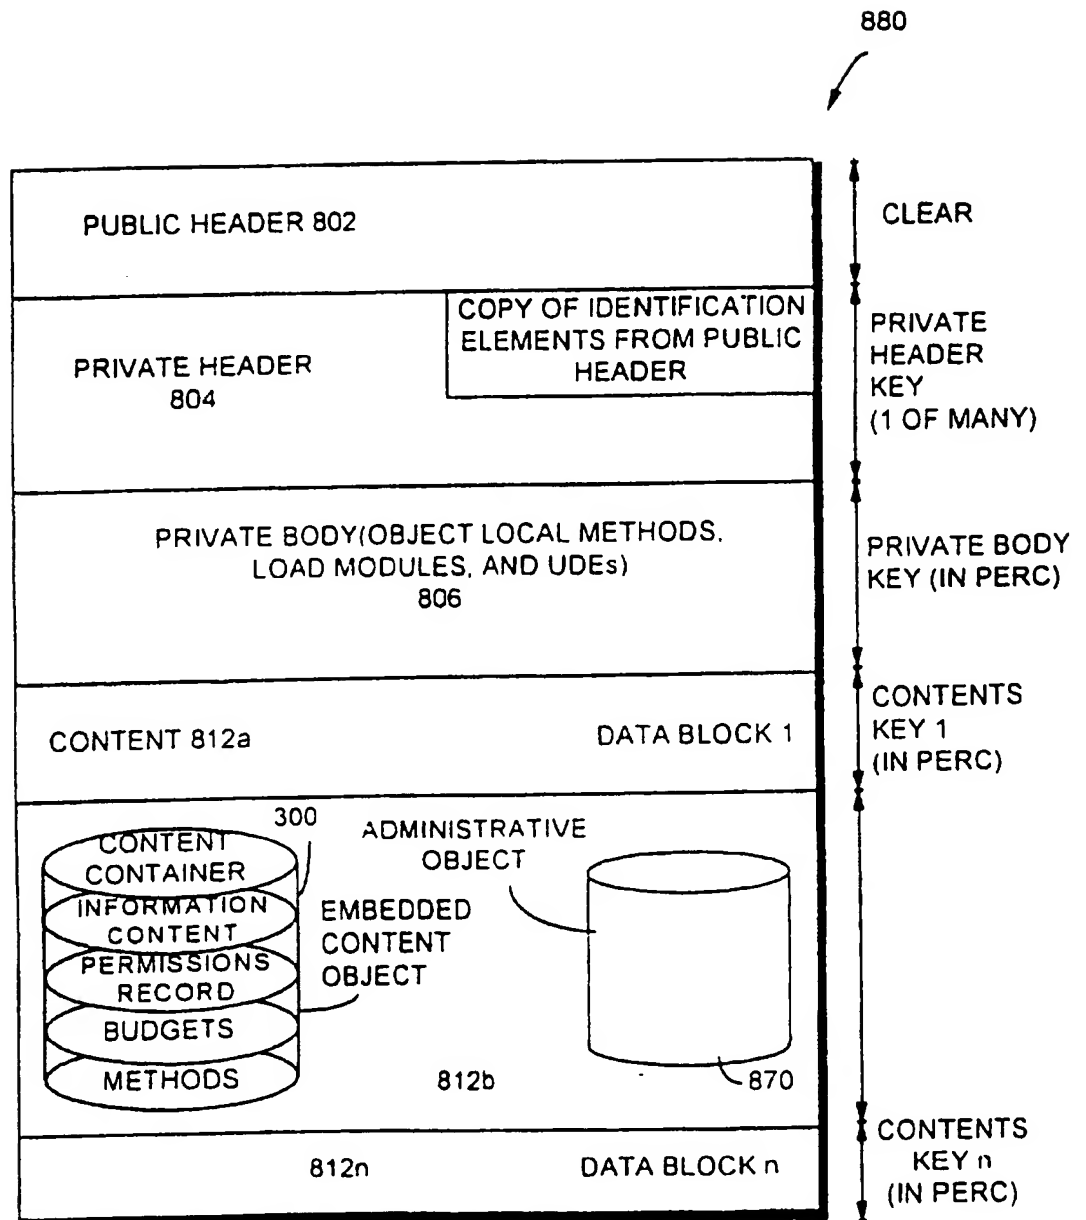 880
PUBLIC HEADER 802
CLEAR
COPY OF IDENTIFICATION
ELEMENTS FROM PUBLIC
HEADER
PRIVATE HEADER
804
PRIVATE
HEADER
KEY
(1 OF MANY)
PRIVATE BODY(OBJECT LOCAL METHODS,
LOAD MODULES, AND UDEs)
806
PRIVATE BODY
KEY (IN PERC)
CONTENT 812a
DATA BLOCK 1
CONTENTS
KEY 1
(IN PERC)
300
CONTENT
CONTAINER
INFORMATION
CONTENT
PERMISSIONS
RECORD
BUDGETS
METHODS
EMBEDDED
CONTENT
OBJECT
ADMINISTRATIVE
OBJECT
812b
870
812n
DATA BLOCK n
CONTENTS
KEY n
(IN PERC)